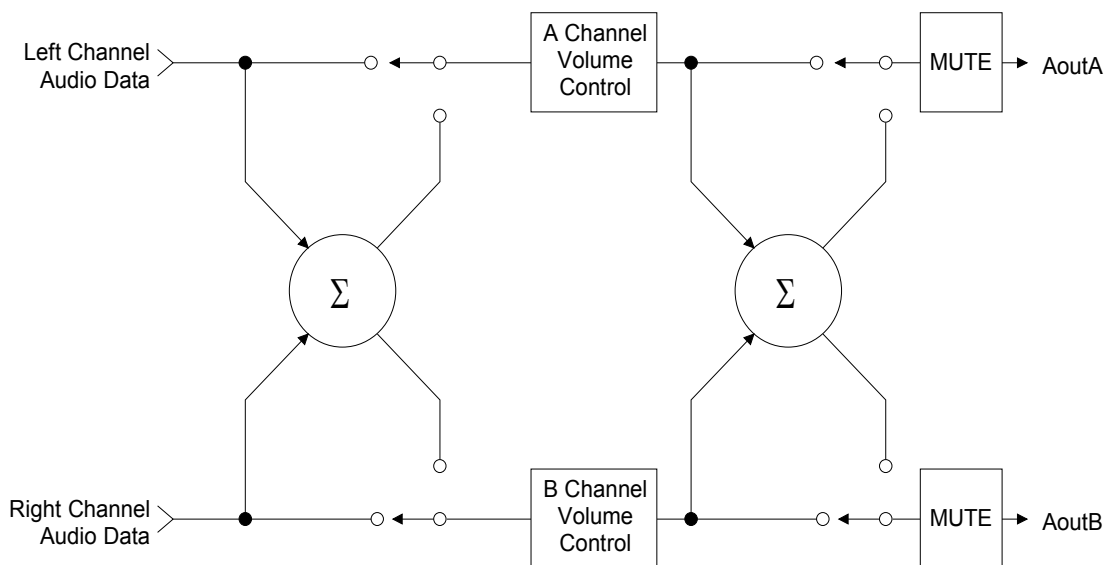 Left Channel
Audio Data
A Channel
Volume
Control
MUTE
AoutA
Σ
Σ
Right Channel
Audio Data
B Channel
Volume
Control
MUTE
AoutB